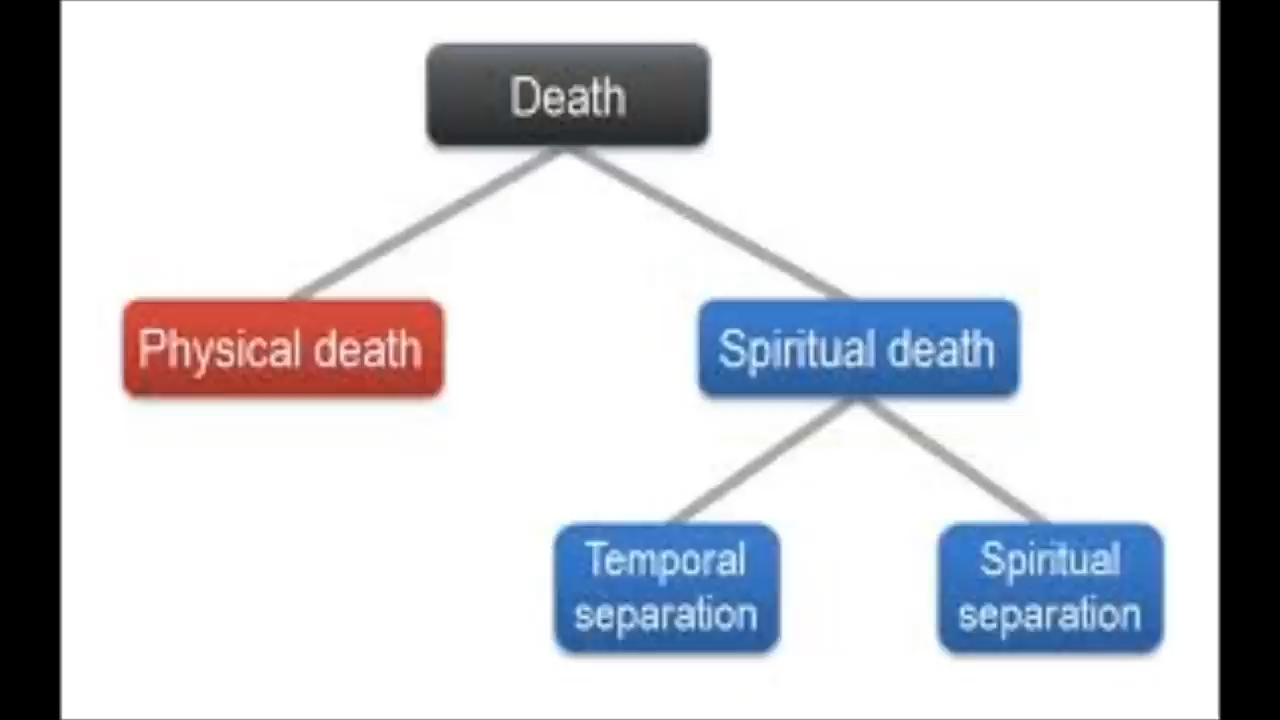 Death
Physical death
Spiritual death
Temporal
separation
Spiritual
separation